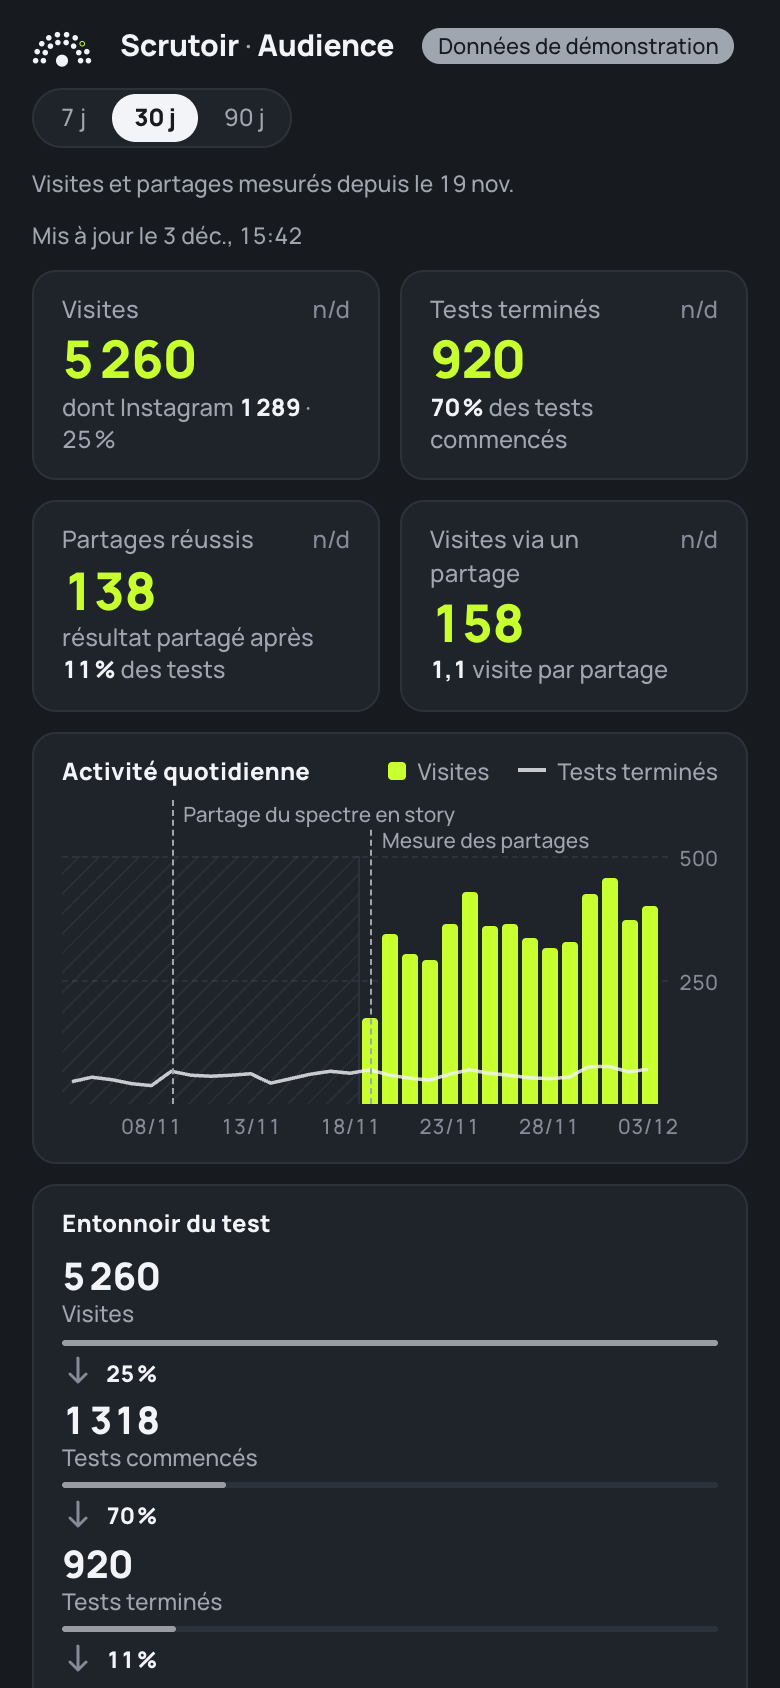 Scrutoir · Audience
Données de démonstration
7 j
30 j
90 j
Visites et partages mesurés depuis le 19 nov.
Mis à jour le 3 déc., 15:42
Visites
n/d
5 260
dont Instagram 1 289 ·
25 %
Tests terminés
n/d
920
70 % des tests
commencés
Partages réussis
n/d
138
résultat partagé après
11 % des tests
Visites via un
partage
n/d
158
1,1 visite par partage
Activité quotidienne
Visites
Tests terminés
Partage du spectre en story
Mesure des partages
500
250
08/11
13/11
18/11
23/11
28/11
03/12
Entonnoir du test
5 260
Visites
25 %
1 318
Tests commencés
70 %
920
Tests terminés
11 %